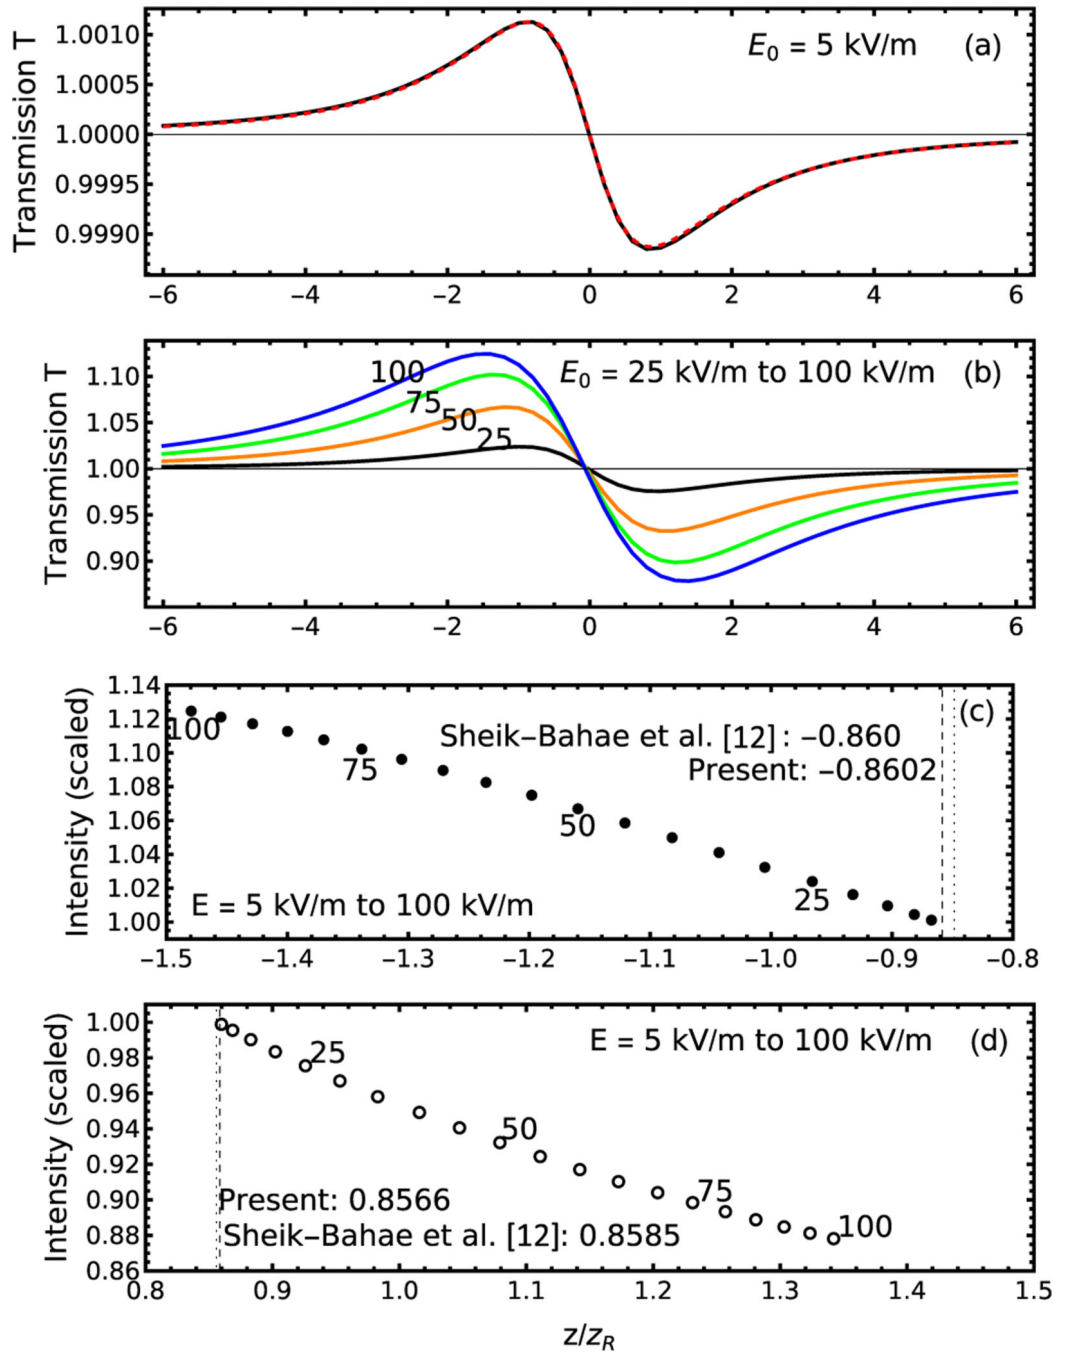 Transmission T
1.0010
1.0005
1.0000
0.9995
0.9990
E0 = 5 kV/m (a)
−6 −4 −2 0 2 4 6
Transmission T
1.10
1.05
1.00
0.95
0.90
E0 = 25 kV/m to 100 kV/m (b)
100
75
50
25
−6 −4 −2 0 2 4 6
Intensity (scaled)
1.14
1.12
1.10
1.08
1.06
1.04
1.02
1.00
(c)
100
75
50
25
Sheik−Bahae et al. [12] : −0.860
Present: −0.8602
E = 5 kV/m to 100 kV/m
−1.5 −1.4 −1.3 −1.2 −1.1 −1.0 −0.9 −0.8
Intensity (scaled)
1.00
0.98
0.96
0.94
0.92
0.90
0.88
0.86
E = 5 kV/m to 100 kV/m (d)
25
50
75
100
Present: 0.8566
Sheik−Bahae et al. [12]: 0.8585
0.8 0.9 1.0 1.1 1.2 1.3 1.4 1.5
z/zR